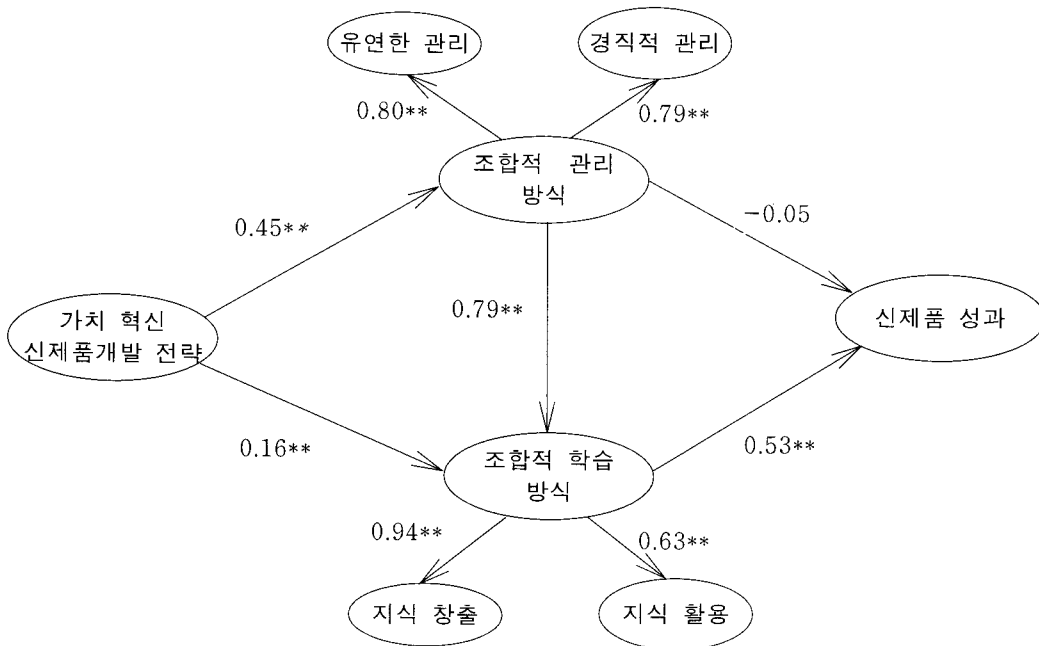 유연한 관리
경직적 관리
0.80**
0.79**
조합적 관리
방식
-0.05
0.45**
0.79**
가치 혁신
신제품개발 전략
신제품 성과
0.16**
조합적 학습
방식
0.53**
0.94**
0.63**
지식 창출
지식 활용